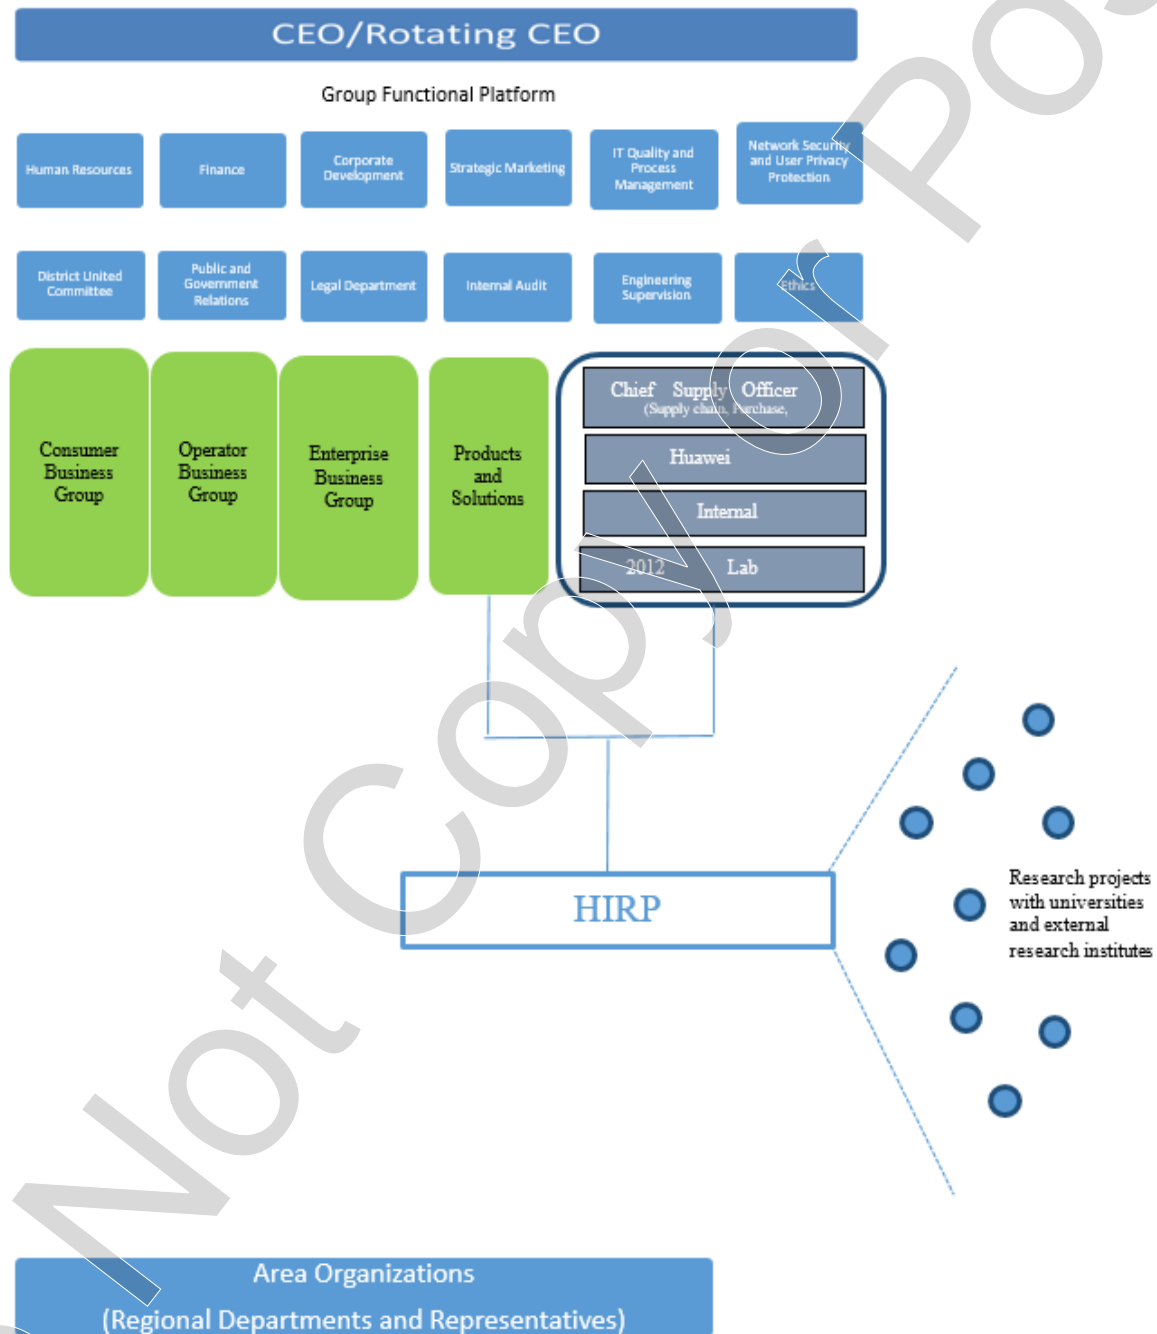 CEO/Rotating CEO
Group Functional Platform
Human Resources
Finance
Corporate
Development
Strategic Marketing
IT Quality and
Process
Management
Network Security
and User Privacy
Protection
District United
Committee
Public and
Government
Relations
Legal Department
Internal Audit
Engineering
Supervision
Ethics
Consumer
Business
Group
Operator
Business
Group
Enterprise
Business
Group
Products
and
Solutions
Chief Supply Officer
(Supply chain, Purchase,
Huawei
Internal
2012 Lab
HIRP
Research projects
with universities
and external
research institutes
Area Organizations
(Regional Departments and Representatives)
Not Copy or Pos